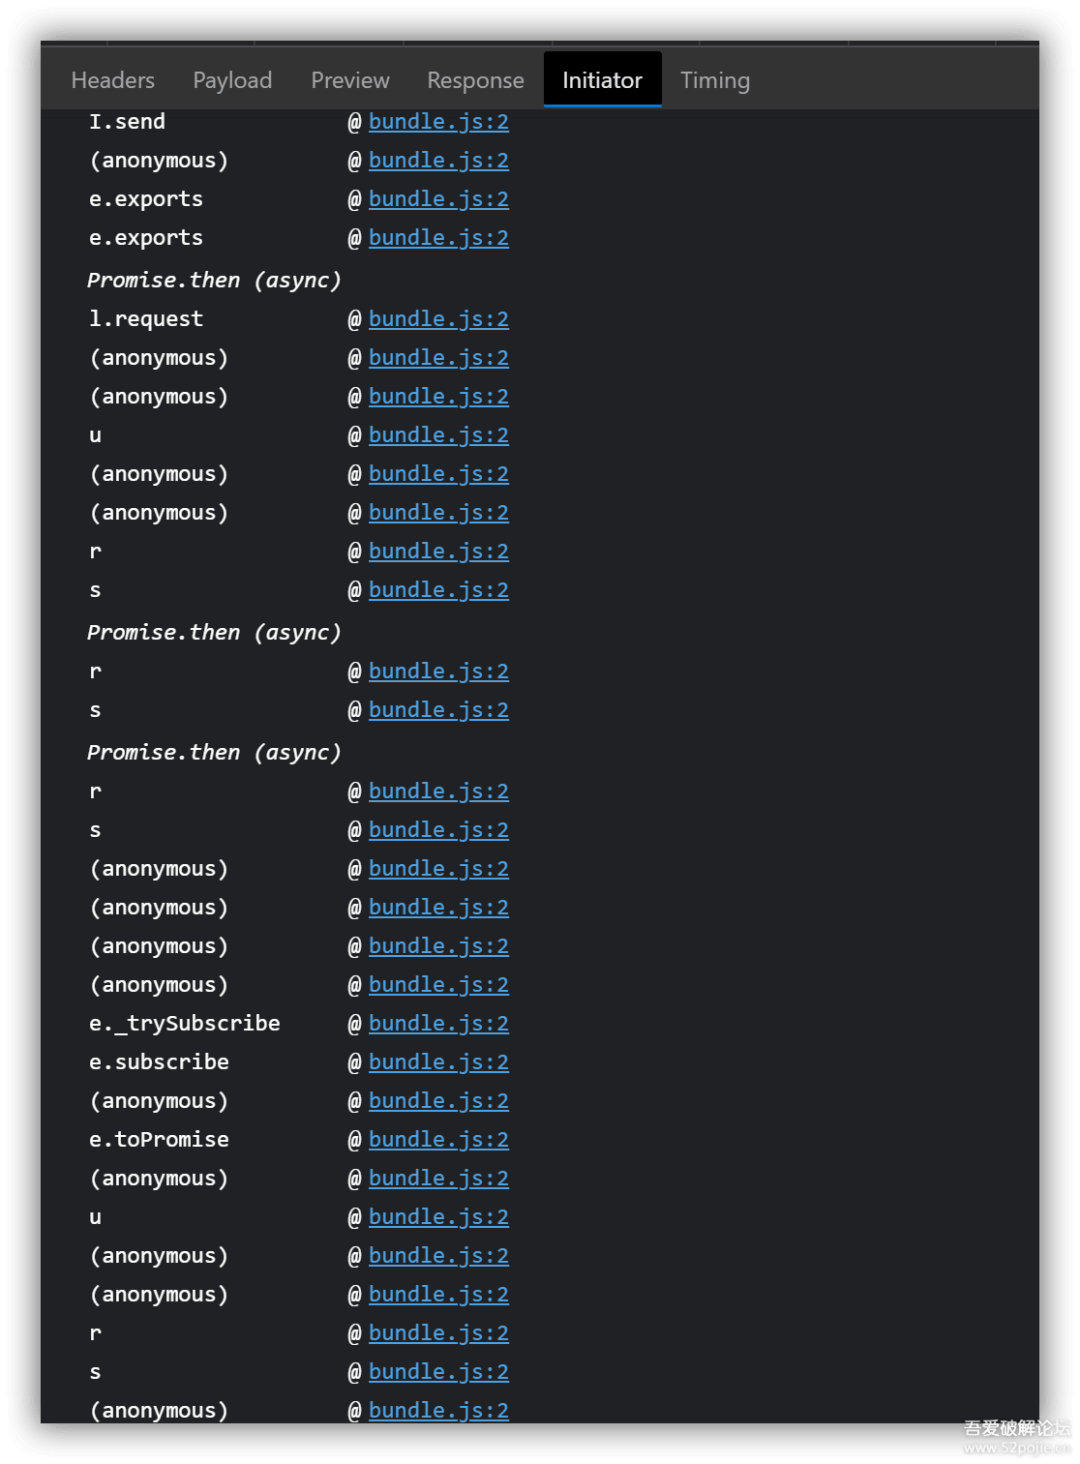 Headers Payload Preview Response Initiator Timing
I.send @ bundle.js:2
(anonymous) @ bundle.js:2
e.exports @ bundle.js:2
e.exports @ bundle.js:2
Promise.then (async)
l.request @ bundle.js:2
(anonymous) @ bundle.js:2
(anonymous) @ bundle.js:2
u @ bundle.js:2
(anonymous) @ bundle.js:2
(anonymous) @ bundle.js:2
r @ bundle.js:2
s @ bundle.js:2
Promise.then (async)
r @ bundle.js:2
s @ bundle.js:2
Promise.then (async)
r @ bundle.js:2
s @ bundle.js:2
(anonymous) @ bundle.js:2
(anonymous) @ bundle.js:2
(anonymous) @ bundle.js:2
(anonymous) @ bundle.js:2
e._trySubscribe @ bundle.js:2
e.subscribe @ bundle.js:2
(anonymous) @ bundle.js:2
e.toPromise @ bundle.js:2
(anonymous) @ bundle.js:2
u @ bundle.js:2
(anonymous) @ bundle.js:2
(anonymous) @ bundle.js:2
r @ bundle.js:2
s @ bundle.js:2
(anonymous) @ bundle.js:2
吾爱破解论坛
www.52pojie.cn